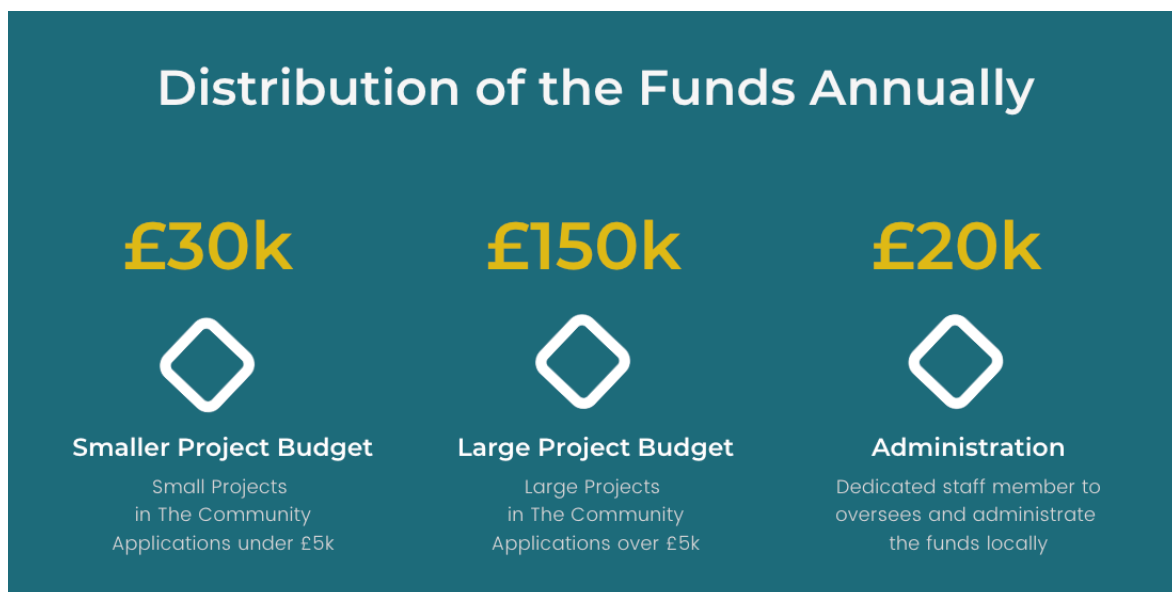 Distribution of the Funds Annually
£30k
£150k
£20k
Smaller Project Budget
Large Project Budget
Administration
Small Projects
in The Community
Applications under £5k
Large Projects
in The Community
Applications over £5k
Dedicated staff member to
oversees and administrate
the funds locally